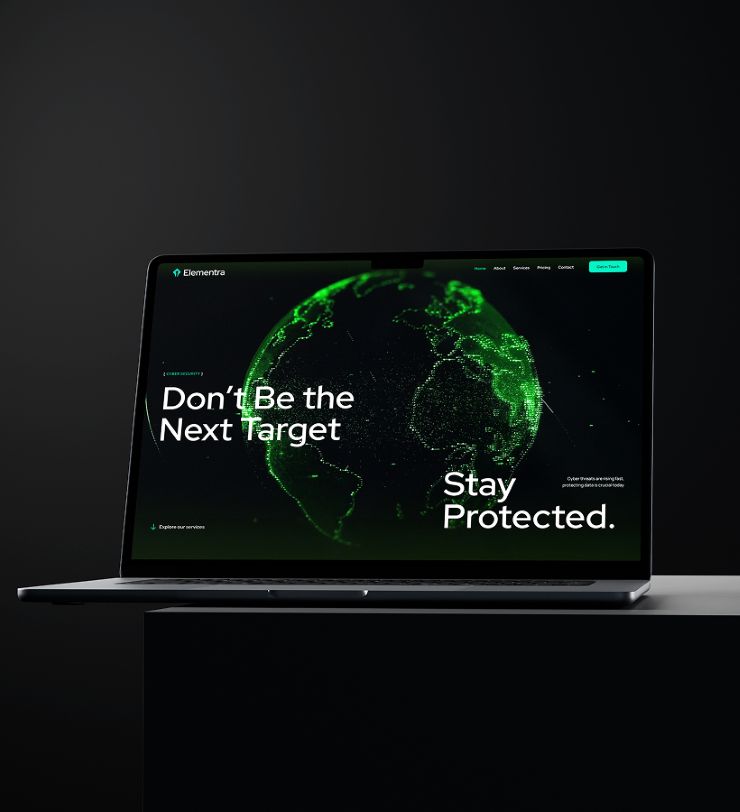 Elementra
Home About Services Pricing Contact Get in Touch
{ CYBER SECURITY }
Don't Be the
Next Target
Stay
Protected.
Cyber threats are rising fast,
protecting data is crucial today
Explore our services